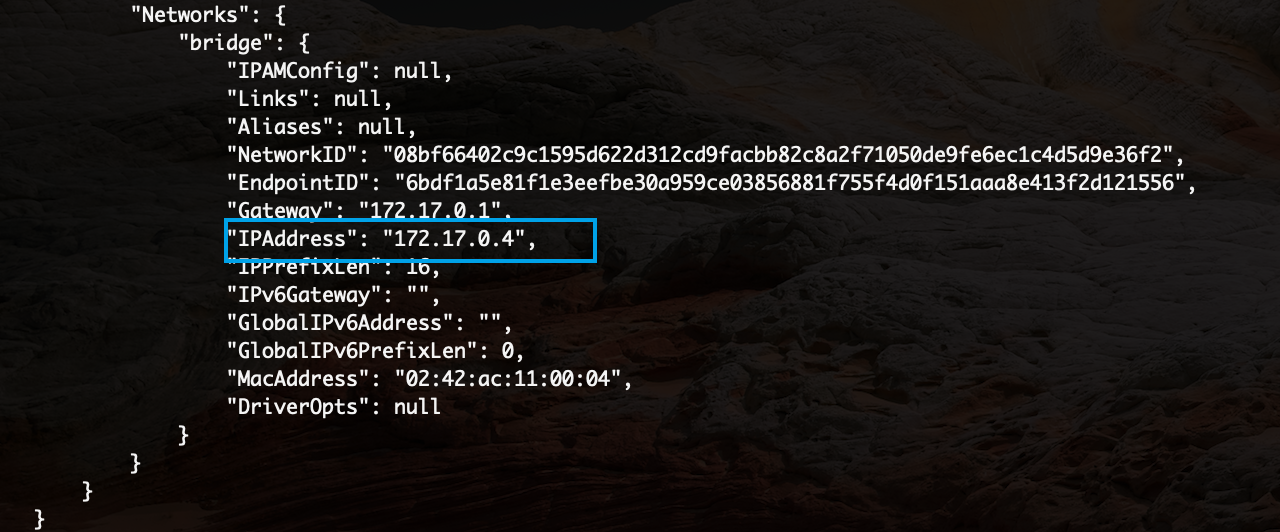 "Networks": {
"bridge": {
"IPAMConfig": null,
"Links": null,
"Aliases": null,
"NetworkID": "08bf66402c9c1595d622d312cd9facbb82c8a2f71050de9fe6ec1c4d5d9e36f2",
"EndpointID": "6bdf1a5e81f1e3eefbe30a959ce03856881f755f4d0f151aaa8e413f2d121556",
"Gateway": "172.17.0.1",
"IPAddress": "172.17.0.4",
"IPPrefixLen": 16,
"IPv6Gateway": "",
"GlobalIPv6Address": "",
"GlobalIPv6PrefixLen": 0,
"MacAddress": "02:42:ac:11:00:04",
"DriverOpts": null
}
}
}
}